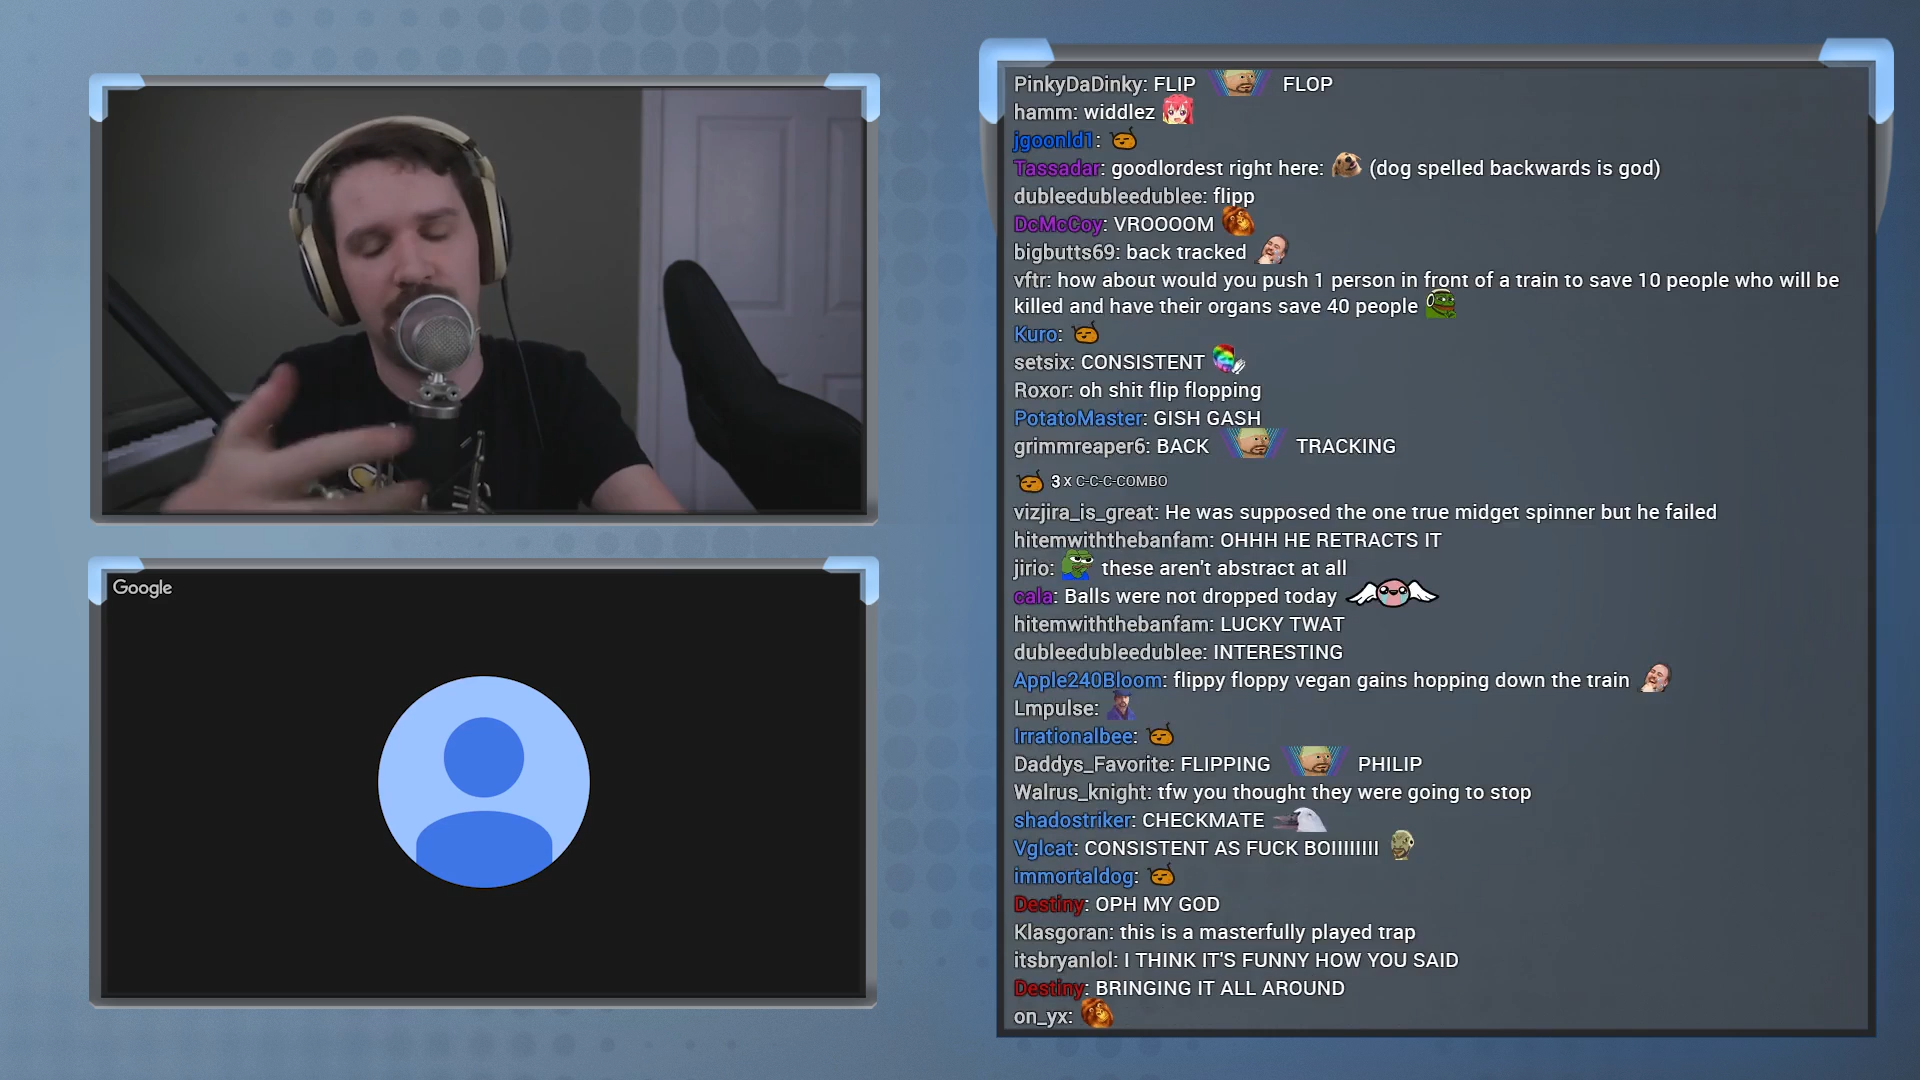 Google
PinkyDaDinky: FLIP FLOP
hamm: widdlez
jgoonld1:
Tassadar: goodlordest right here: (dog spelled backwards is god)
dubleedubleedublee: flipp
DcMcCoy: VROOOOM
bigbutts69: back tracked
vftr: how about would you push 1 person in front of a train to save 10 people who will be
killed and have their organs save 40 people
Kuro:
setsix: CONSISTENT
Roxor: oh shit flip flopping
PotatoMaster: GISH GASH
grimmreaper6: BACK TRACKING
3 x C-C-C-COMBO
vizjira_is_great: He was supposed the one true midget spinner but he failed
hitemwiththebanfam: OHHH HE RETRACTS IT
jirio: these aren't abstract at all
cala: Balls were not dropped today
hitemwiththebanfam: LUCKY TWAT
dubleedubleedublee: INTERESTING
Apple240Bloom: flippy floppy vegan gains hopping down the train
Lmpulse:
Irrationalbee:
Daddys_Favorite: FLIPPING PHILIP
Walrus_knight: tfw you thought they were going to stop
shadostriker: CHECKMATE
Vglcat: CONSISTENT AS FUCK BOIIIIIIII
immortaldog:
Destiny: OPH MY GOD
Klasgoran: this is a masterfully played trap
itsbryanlol: I THINK IT'S FUNNY HOW YOU SAID
Destiny: BRINGING IT ALL AROUND
on_yx: